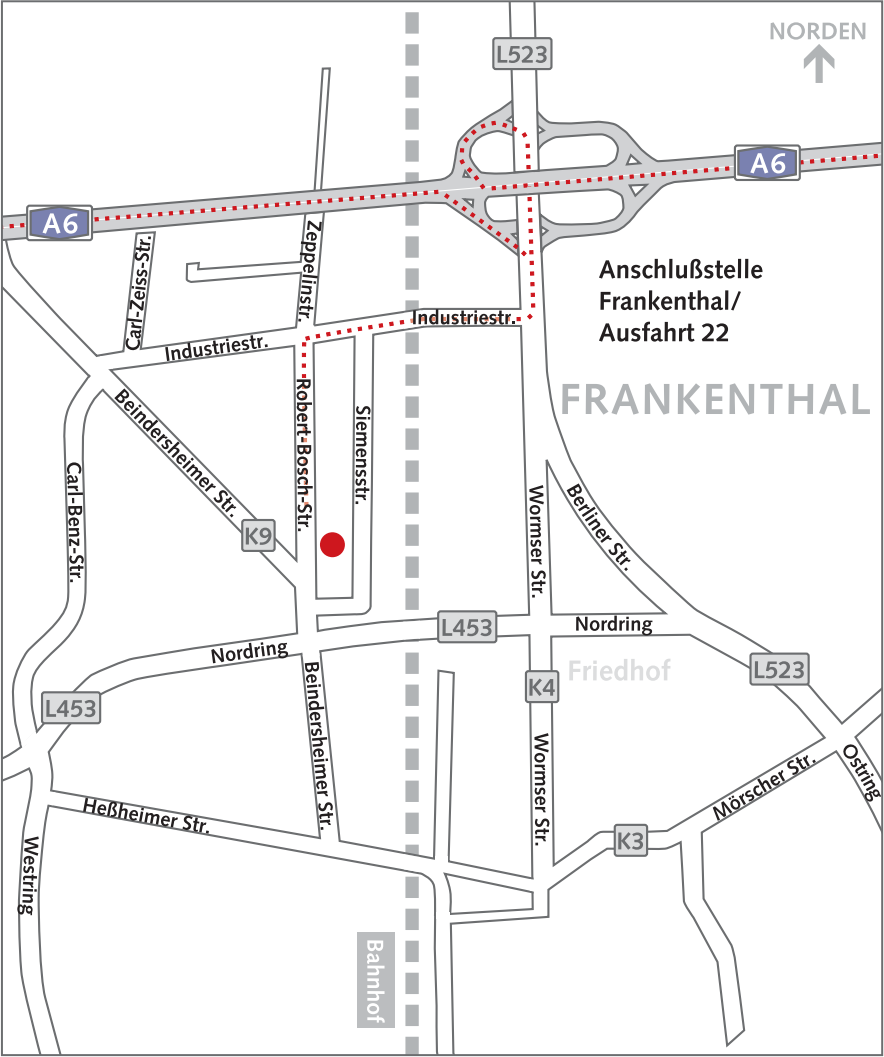 NORDEN
L523
A6
A6
Zeppelinstr.
Carl-Zeiss-Str.
Anschlußstelle
Frankenthal/
Ausfahrt 22
Industriestr.
Industriestr.
FRANKENTHAL
Beindersheimer Str.
Robert-Bosch-Str.
Siemensstr.
Carl-Benz-Str.
Wormser Str.
Berliner Str.
K9
L453
Nordring
Nordring
Friedhof
L523
K4
L453
Beindersheimer Str.
Wormser Str.
Ostring
Mörscher Str.
Heßheimer Str.
K3
Westring
Bahnhof